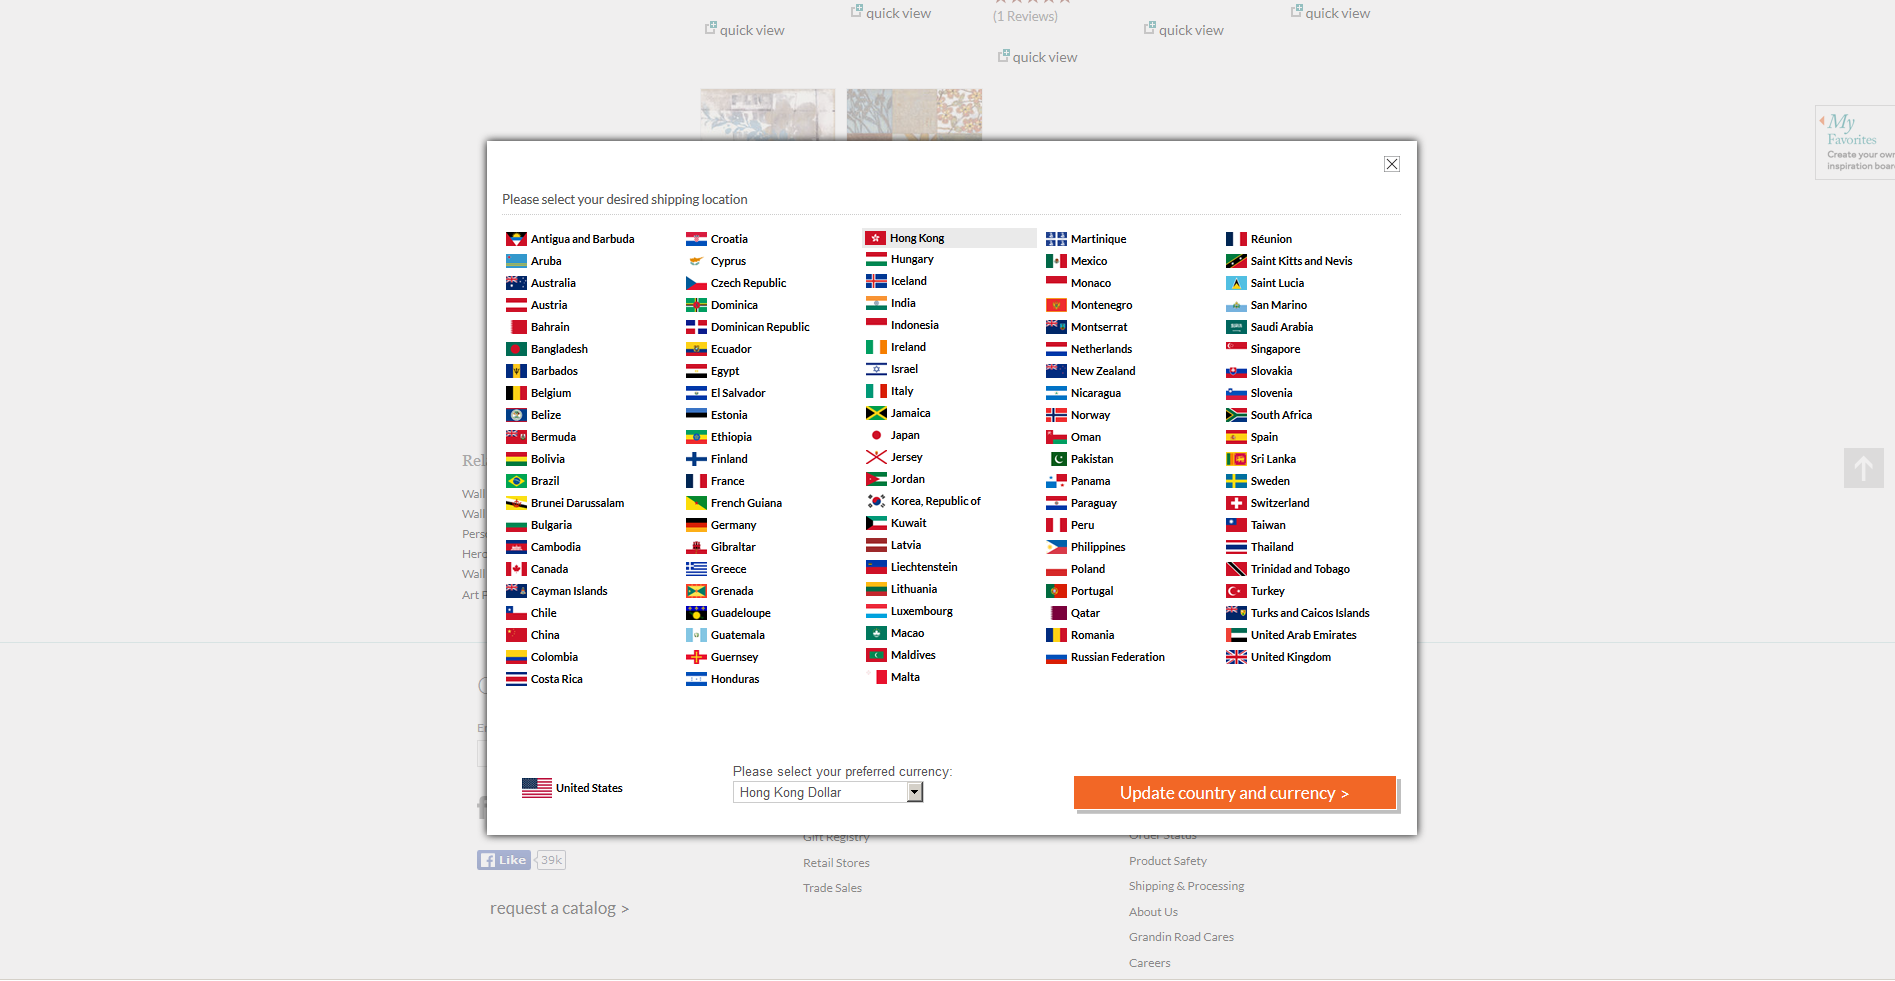 quick view
quick view
(1 Reviews)
quick view
quick view
quick view
My
Favorites
Create your own
inspiration board
Please select your desired shipping location
Antigua and Barbuda
Aruba
Australia
Austria
Bahrain
Bangladesh
Barbados
Belgium
Belize
Bermuda
Bolivia
Brazil
Brunei Darussalam
Bulgaria
Cambodia
Canada
Cayman Islands
Chile
China
Colombia
Costa Rica
Croatia
Cyprus
Czech Republic
Dominica
Dominican Republic
Ecuador
Egypt
El Salvador
Estonia
Ethiopia
Finland
France
French Guiana
Germany
Gibraltar
Greece
Grenada
Guadeloupe
Guatemala
Guernsey
Honduras
Hong Kong
Hungary
Iceland
India
Indonesia
Ireland
Israel
Italy
Jamaica
Japan
Jersey
Jordan
Korea, Republic of
Kuwait
Latvia
Liechtenstein
Lithuania
Luxembourg
Macao
Maldives
Malta
Martinique
Mexico
Monaco
Montenegro
Montserrat
Netherlands
New Zealand
Nicaragua
Norway
Oman
Pakistan
Panama
Paraguay
Peru
Philippines
Poland
Portugal
Qatar
Romania
Russian Federation
Réunion
Saint Kitts and Nevis
Saint Lucia
San Marino
Saudi Arabia
Singapore
Slovakia
Slovenia
South Africa
Spain
Sri Lanka
Sweden
Switzerland
Taiwan
Thailand
Trinidad and Tobago
Turkey
Turks and Caicos Islands
United Arab Emirates
United Kingdom
Wall
Wall
Wall
Art
United States
Please select your preferred currency:
Hong Kong Dollar
Update country and currency >
Like 39k
request a catalog >
Gift Registry
Retail Stores
Trade Sales
Order Status
Product Safety
Shipping & Processing
About Us
Grandin Road Cares
Careers